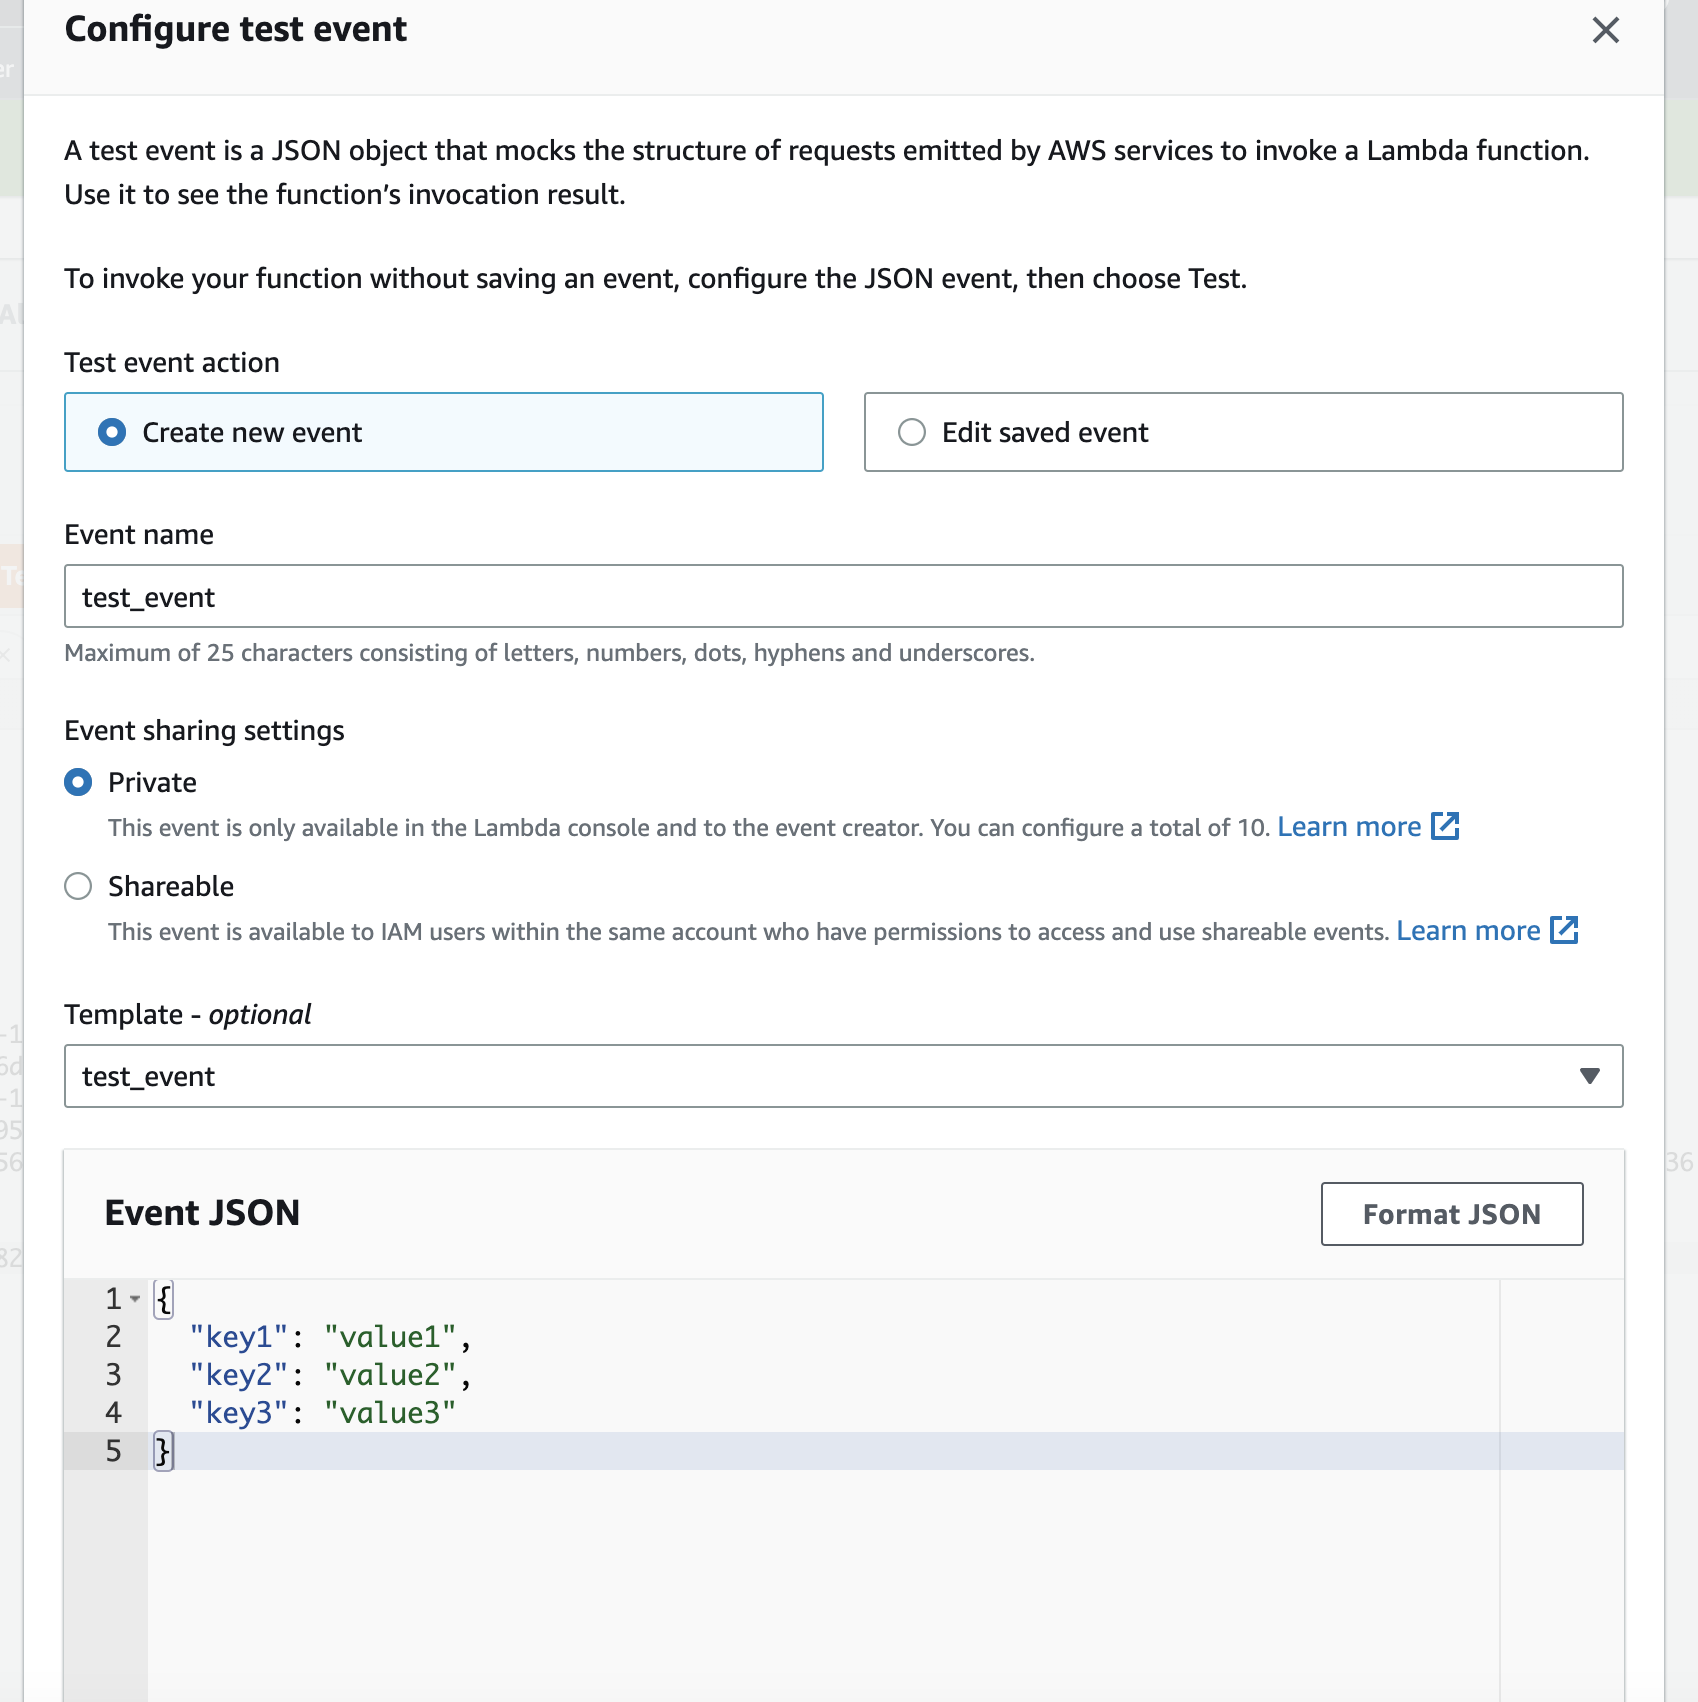 Configure test event
A test event is a JSON object that mocks the structure of requests emitted by AWS services to invoke a Lambda function.
Use it to see the function’s invocation result.
To invoke your function without saving an event, configure the JSON event, then choose Test.
Test event action
Create new event
Edit saved event
Event name
test_event
Maximum of 25 characters consisting of letters, numbers, dots, hyphens and underscores.
Event sharing settings
Private
This event is only available in the Lambda console and to the event creator. You can configure a total of 10. Learn more
Shareable
This event is available to IAM users within the same account who have permissions to access and use shareable events. Learn more
Template - optional
test_event
Event JSON
Format JSON
1 {
2 "key1": "value1",
3 "key2": "value2",
4 "key3": "value3"
5 }